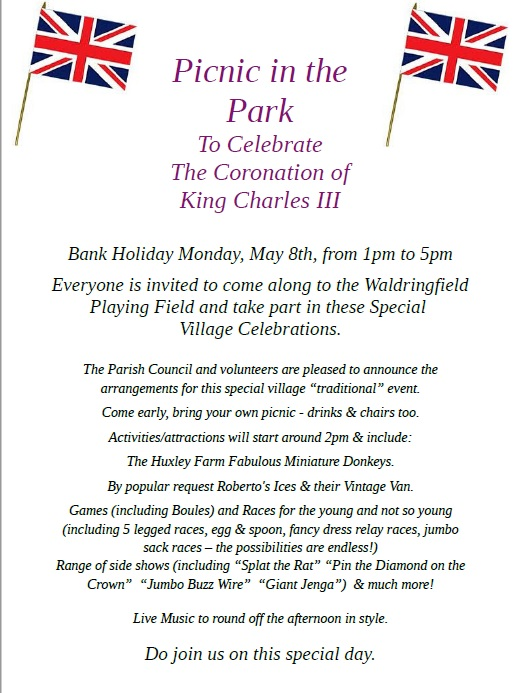 Picnic in the
Park
To Celebrate
The Coronation of
King Charles III
Bank Holiday Monday, May 8th, from 1pm to 5pm
Everyone is invited to come along to the Waldringfield
Playing Field and take part in these Special
Village Celebrations.
The Parish Council and volunteers are pleased to announce the
arrangements for this special village “traditional” event.
Come early, bring your own picnic - drinks & chairs too.
Activities/attractions will start around 2pm & include:
The Huxley Farm Fabulous Miniature Donkeys.
By popular request Roberto's Ices & their Vintage Van.
Games (including Boules) and Races for the young and not so young
(including 5 legged races, egg & spoon, fancy dress relay races, jumbo
sack races – the possibilities are endless!)
Range of side shows (including “Splat the Rat” “Pin the Diamond on the
Crown” “Jumbo Buzz Wire” “Giant Jenga”) & much more!
Live Music to round off the afternoon in style.
Do join us on this special day.